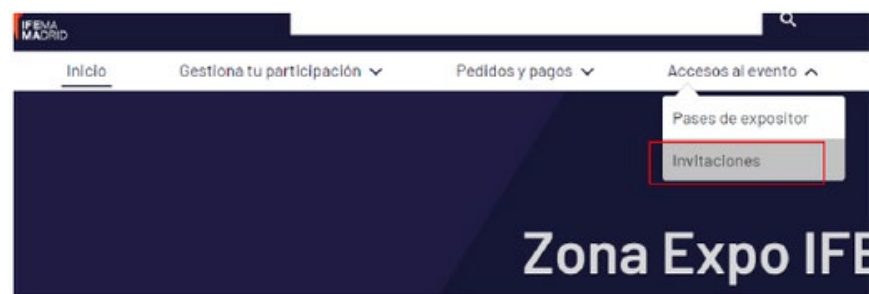 IFEMA
MADRID
Inicio Gestiona tu participación Pedidos y pagos Accesos al evento
Pases de expositor
Invitaciones
Zona Expo IFE